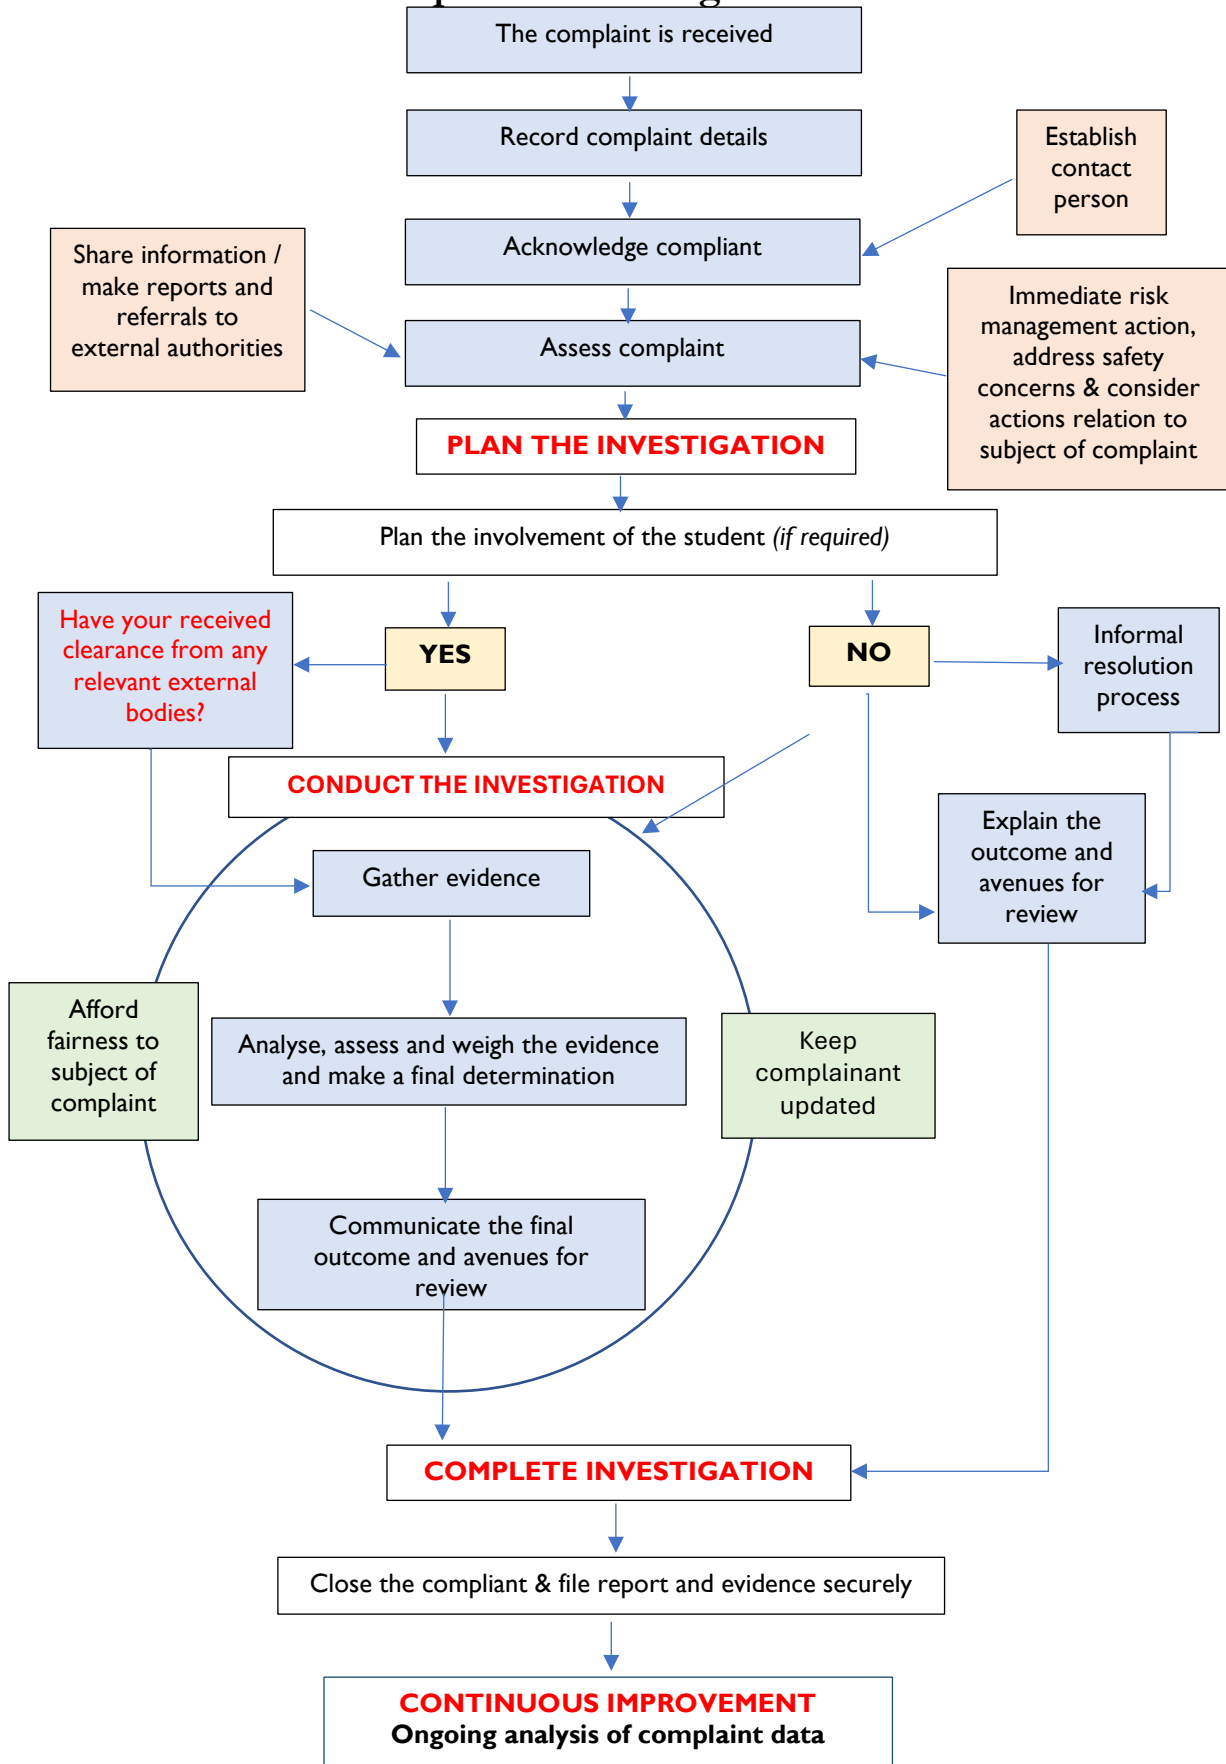 The complaint is received
Record complaint details
Establish
contact
person
Acknowledge compliant
Share information /
make reports and
referrals to
external authorities
Immediate risk
management action,
address safety
concerns & consider
actions relation to
subject of complaint
Assess complaint
PLAN THE INVESTIGATION
Plan the involvement of the student (if required)
Have your received
clearance from any
relevant external
bodies?
YES
NO
Informal
resolution
process
CONDUCT THE INVESTIGATION
Explain the
outcome and
avenues for
review
Gather evidence
Afford
fairness to
subject of
complaint
Analyse, assess and weigh the evidence
and make a final determination
Keep
complainant
updated
Communicate the final
outcome and avenues for
review
COMPLETE INVESTIGATION
Close the compliant & file report and evidence securely
CONTINUOUS IMPROVEMENT
Ongoing analysis of complaint data